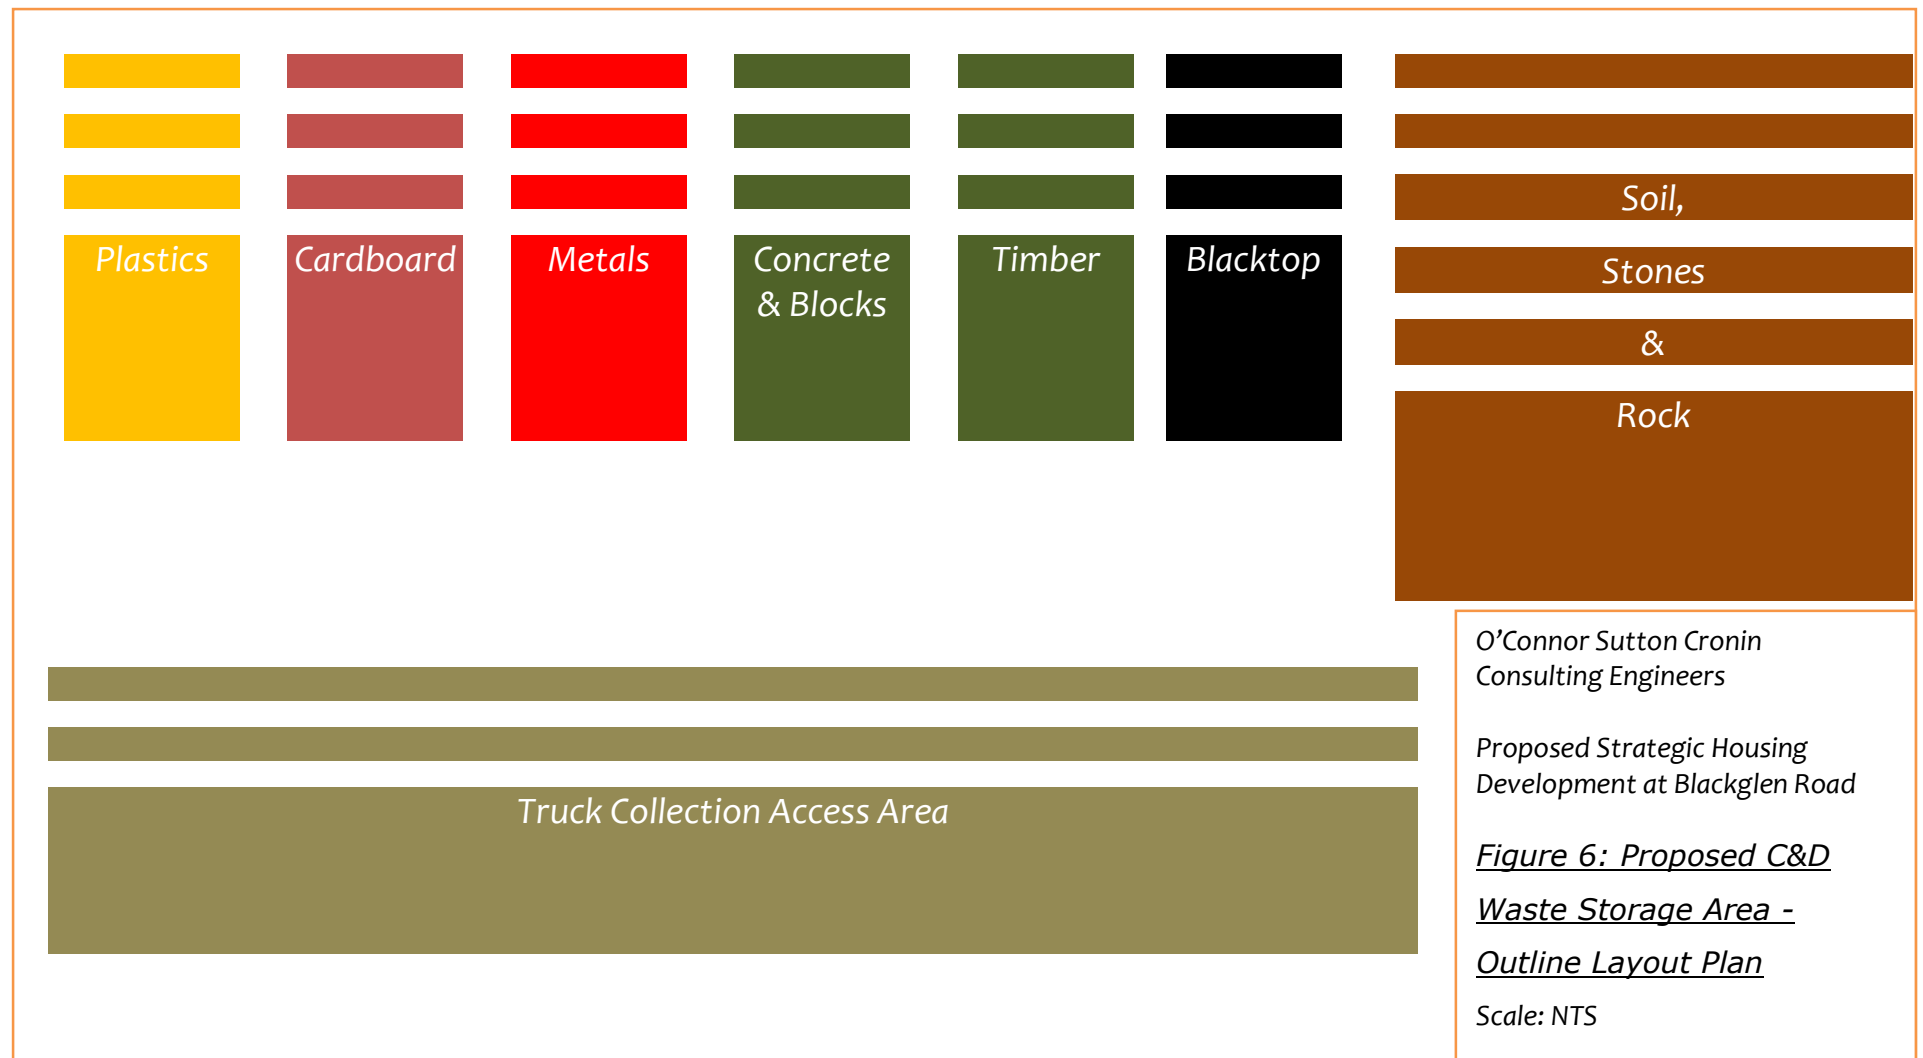 Plastics
Cardboard
Metals
Concrete
& Blocks
Timber
Blacktop
Soil,
Stones
&
Rock
Truck Collection Access Area
O’Connor Sutton Cronin
Consulting Engineers
Proposed Strategic Housing
Development at Blackglen Road
Figure 6: Proposed C&D
Waste Storage Area -
Outline Layout Plan
Scale: NTS